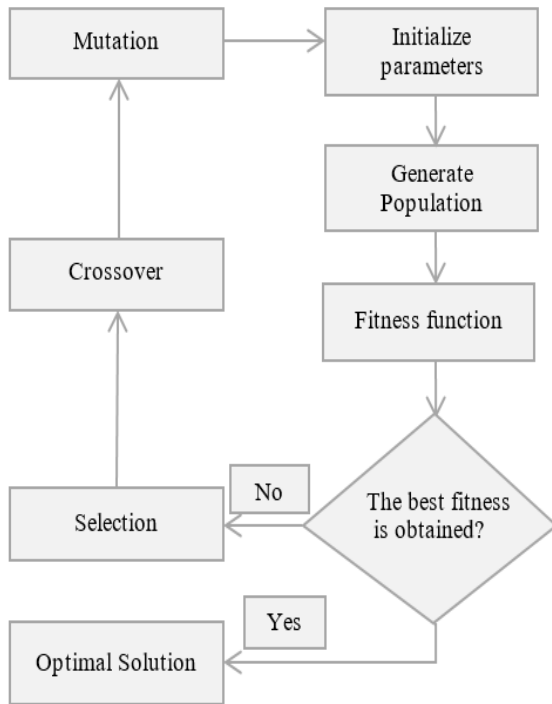 Mutation
Initialize
parameters
Generate
Population
Crossover
Fitness function
No
The best fitness
is obtained?
Selection
Yes
Optimal Solution